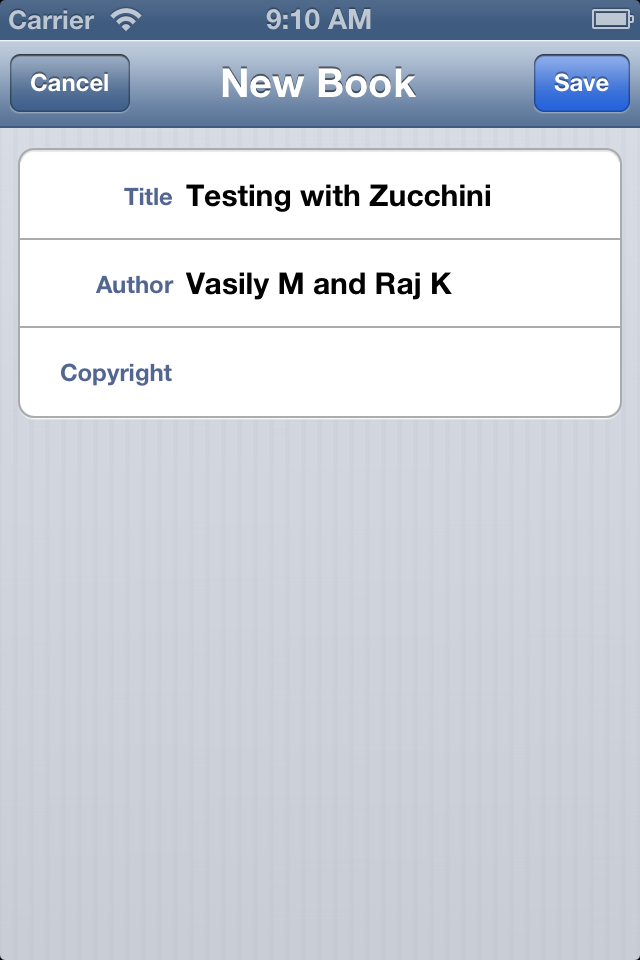 Carrier 9:10 AM
Cancel New Book Save
Title Testing with Zucchini
Author Vasily M and Raj K
Copyright